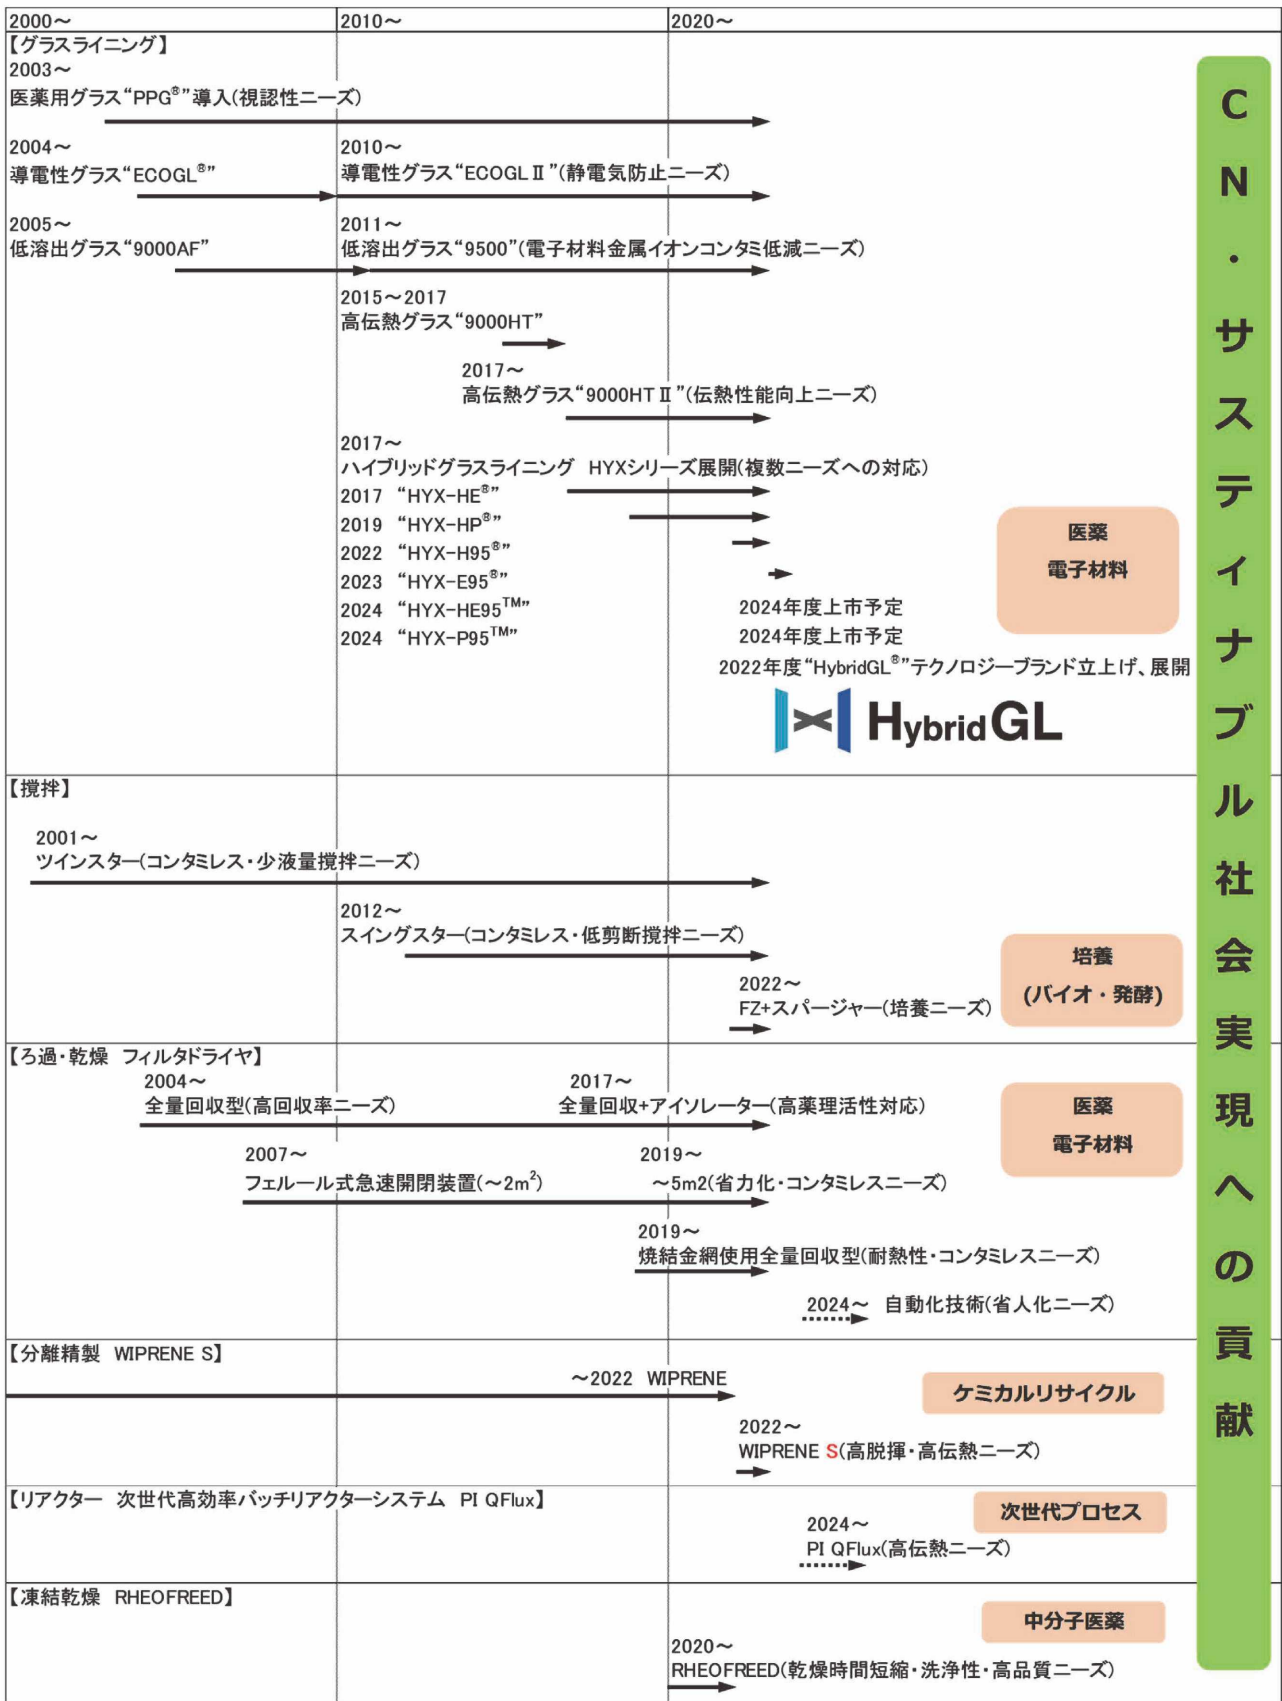 2000～ 2010～ 2020～
【グラスライニング】
2003～
医薬用グラス“PPG®”導入(視認性ニーズ)
2004～ 2010～
導電性グラス“ECOGL®” 導電性グラス“ECOGLⅡ”(静電気防止ニーズ)
2005～ 2011～
低溶出グラス“9000AF” 低溶出グラス“9500”(電子材料金属イオンコンタミ低減ニーズ)
2015～2017
高伝熱グラス“9000HT”
2017～
高伝熱グラス“9000HTⅡ”(伝熱性能向上ニーズ)
2017～
ハイブリッドグラスライニング HYXシリーズ展開(複数ニーズへの対応)
2017 “HYX-HE®”
2019 “HYX-HP®”
2022 “HYX-H95®”
2023 “HYX-E95®”
2024 “HYX-HE95™” 2024年度上市予定
2024 “HYX-P95™” 2024年度上市予定
2022年度“HybridGL®”テクノロジーブランド立上げ、展開
HybridGL
医薬
電子材料
【撹拌】
2001～
ツインスター(コンタミレス・少液量撹拌ニーズ)
2012～
スイングスター(コンタミレス・低剪断撹拌ニーズ)
2022～
FZ+スパージャー(培養ニーズ)
培養
(バイオ・発酵)
【ろ過・乾燥 フィルタドライヤ】
2004～ 2017～
全量回収型(高回収率ニーズ) 全量回収+アイソレーター(高薬理活性対応)
2007～ 2019～
フェルール式急速開閉装置(～2m²) ～5m2(省力化・コンタミレスニーズ)
2019～
焼結金網使用全量回収型(耐熱性・コンタミレスニーズ)
2024～ 自動化技術(省人化ニーズ)
医薬
電子材料
【分離精製 WIPRENE S】
～2022 WIPRENE
2022～
WIPRENE S(高脱揮・高伝熱ニーズ)
ケミカルリサイクル
【リアクター 次世代高効率バッチリアクターシステム PI QFlux】
2024～
PI QFlux(高伝熱ニーズ)
次世代プロセス
【凍結乾燥 RHEOFREED】
2020～
RHEOFREED(乾燥時間短縮・洗浄性・高品質ニーズ)
中分子医薬
CN・サステイナブル社会実現への貢献